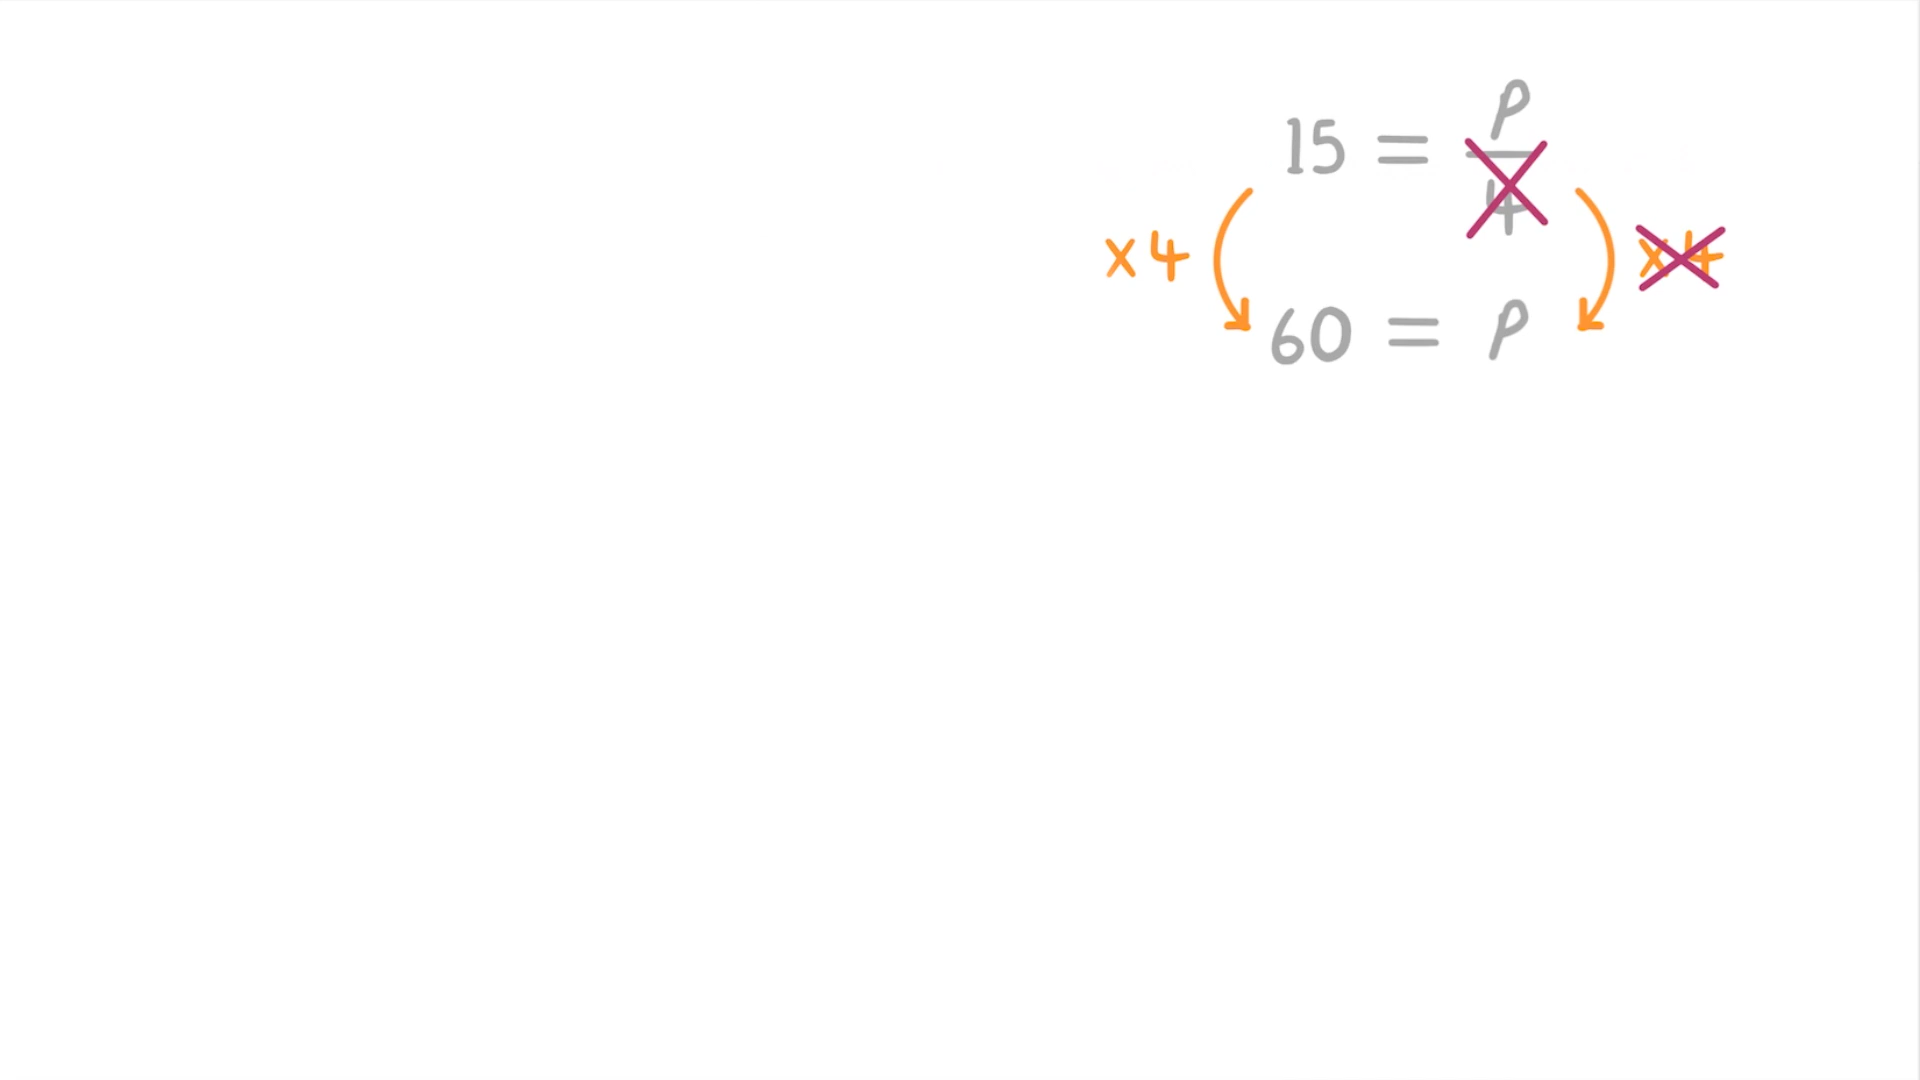 15 = p/4
x4 x4
60 = p